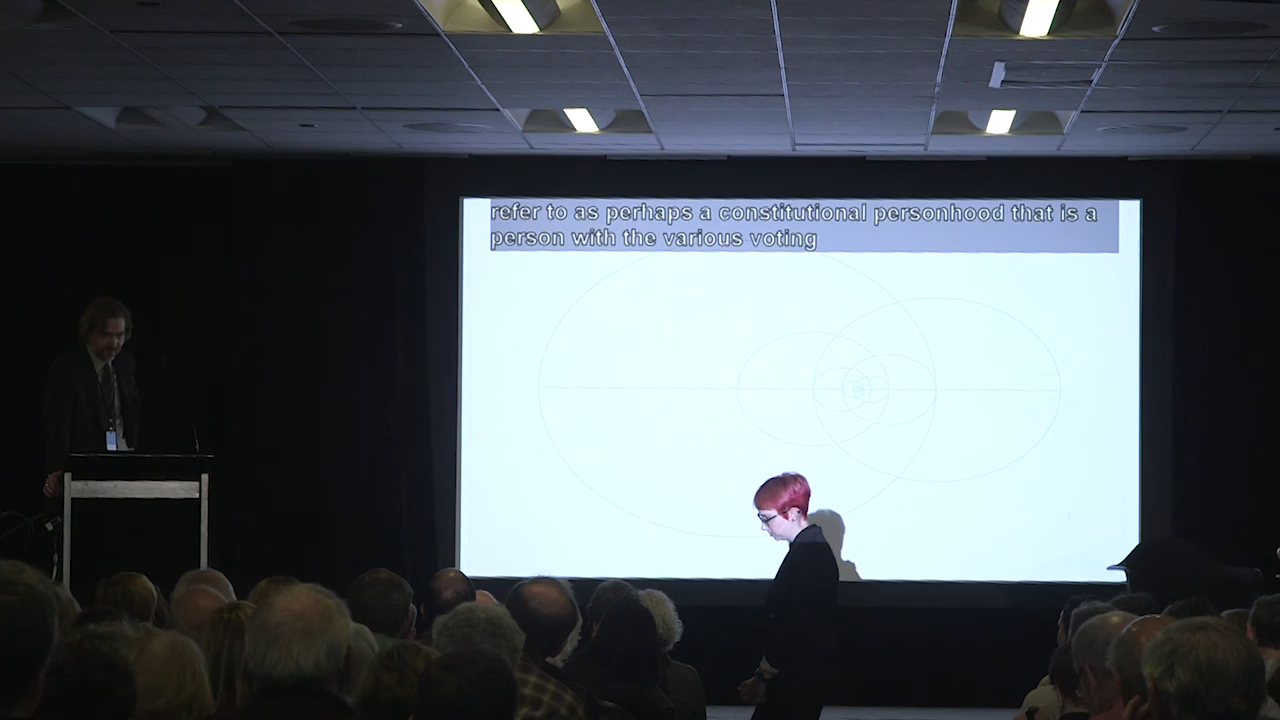 refer to as perhaps a constitutional personhood that is a
person with the various voting